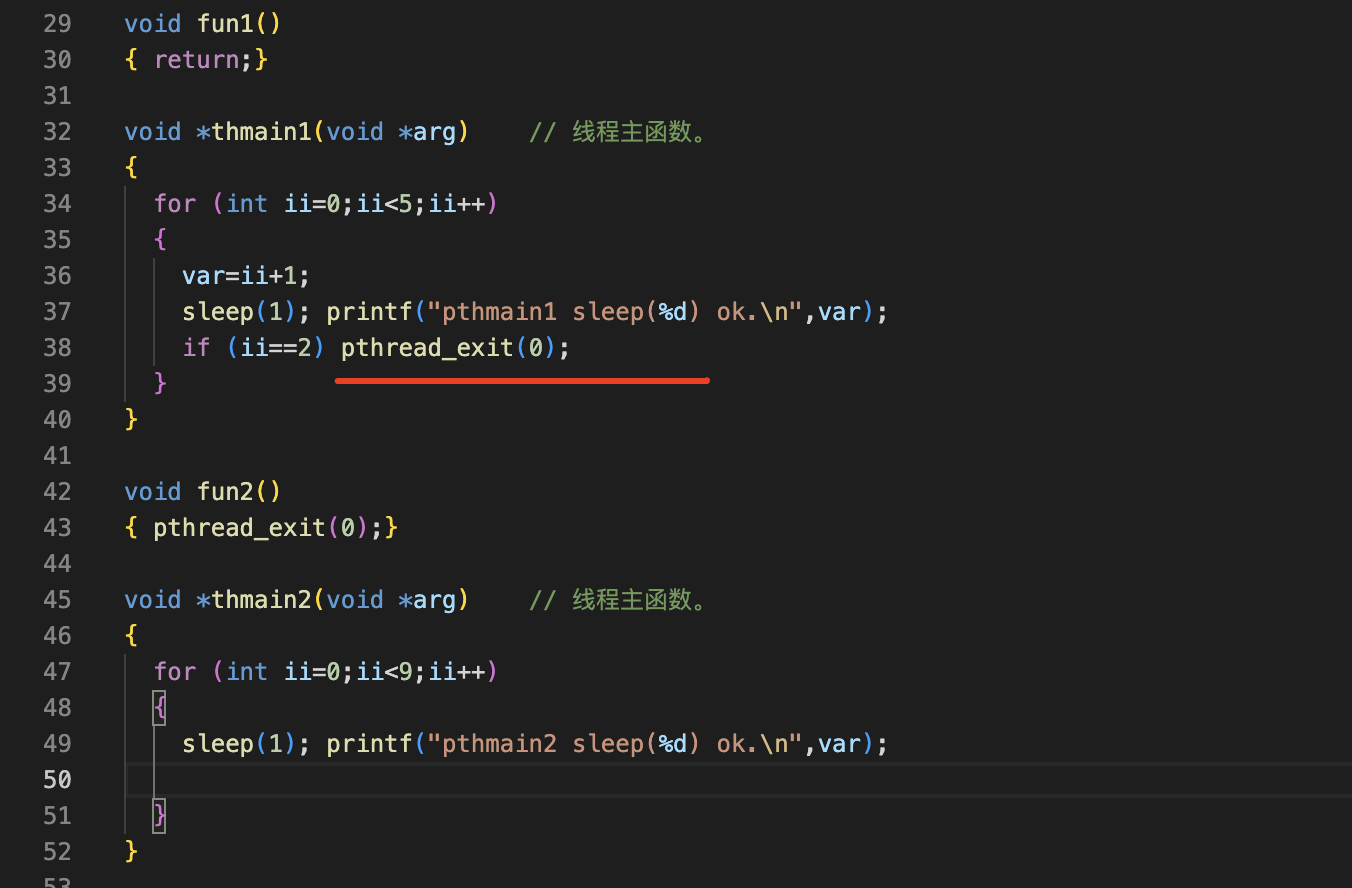 29 void fun1()
30 { return;}
31
32 void *thmain1(void *arg)    // 线程主函数。
33 {
34   for (int ii=0;ii<5;ii++)
35   {
36     var=ii+1;
37     sleep(1); printf("pthmain1 sleep(%d) ok.\n",var);
38     if (ii==2) pthread_exit(0);
39   }
40 }
41
42 void fun2()
43 { pthread_exit(0);}
44
45 void *thmain2(void *arg)    // 线程主函数。
46 {
47   for (int ii=0;ii<9;ii++)
48   {
49     sleep(1); printf("pthmain2 sleep(%d) ok.\n",var);
50
51   }
52 }
53